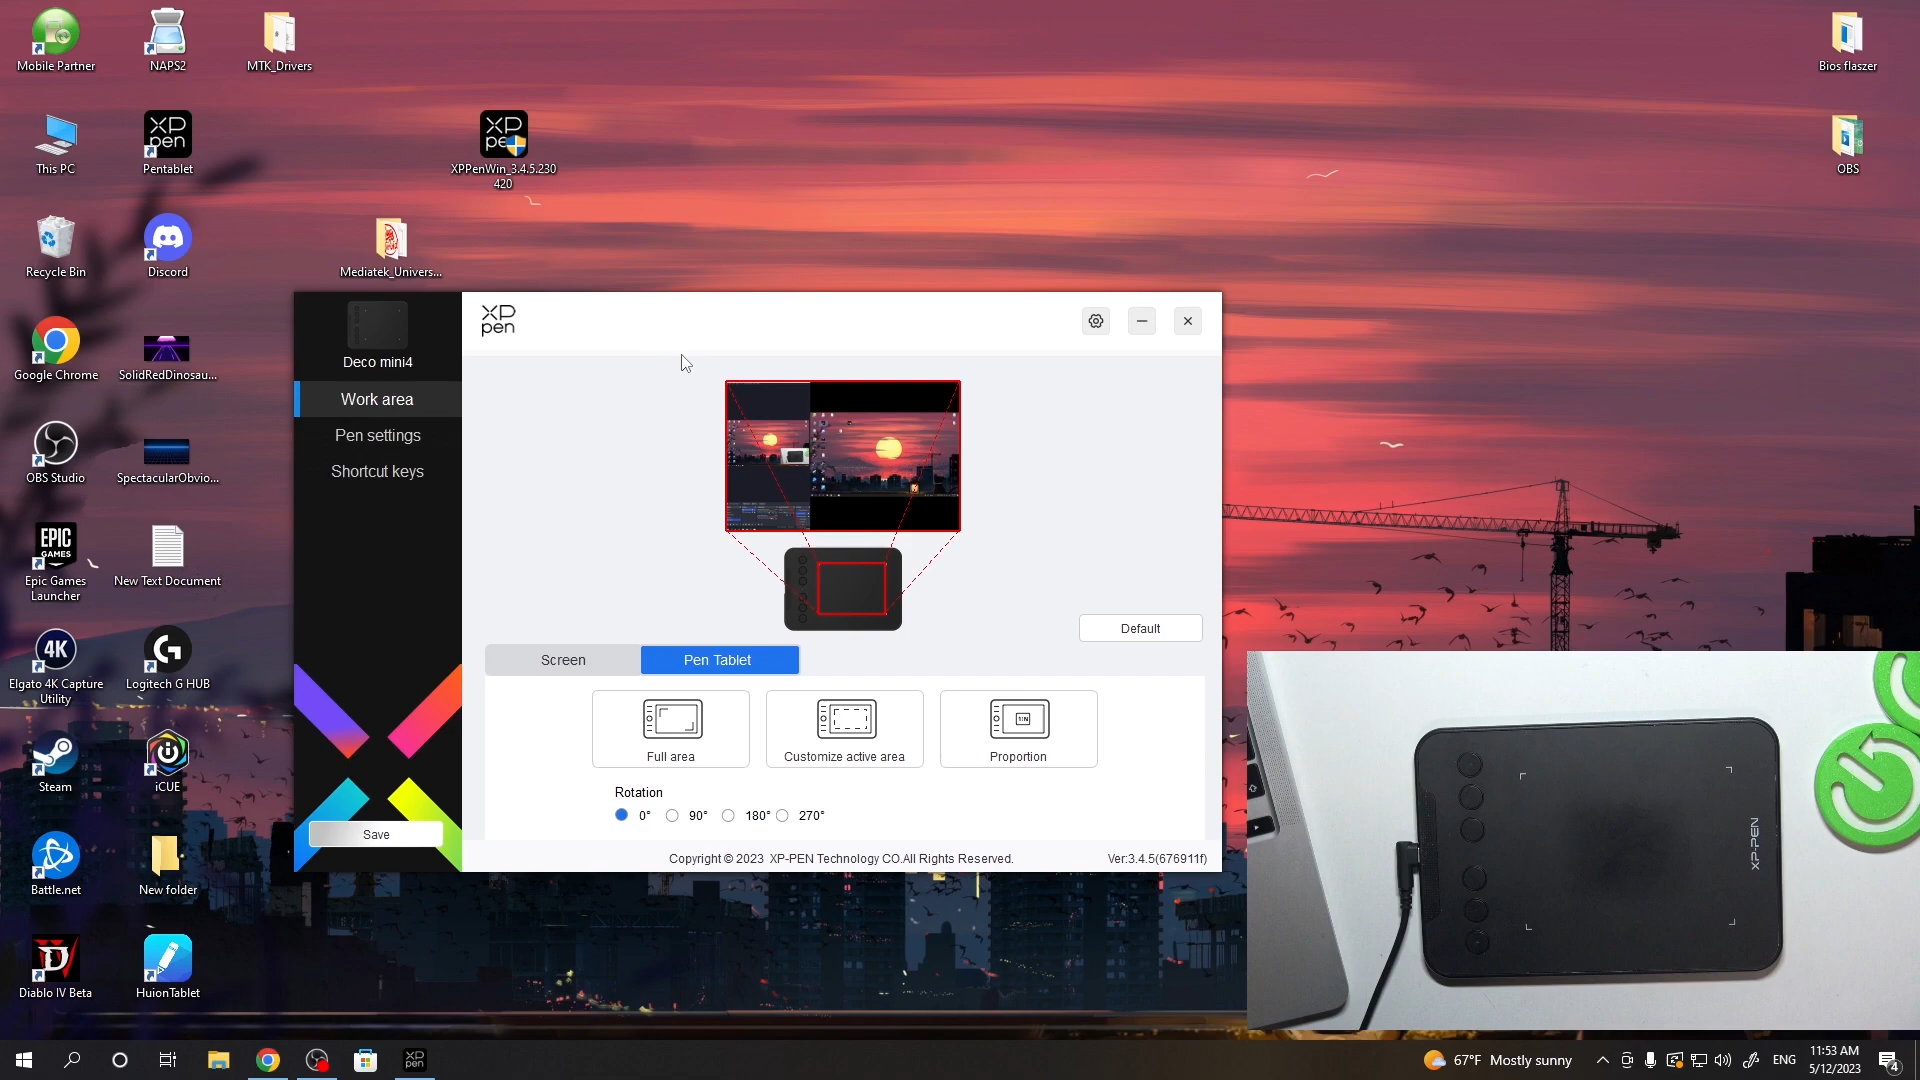 Mobile Partner
NAPS2
MTK_Drivers
Bios flaszer
This PC
XP
pen
Pentablet
XP
pe
XPPenWin_3.4.5.230
420
OBS
Recycle Bin
Discord
Mediatek_Univers...
Google Chrome
SolidRedDinosau...
OBS Studio
SpectacularObvio...
EPIC
GAMES
Epic Games
Launcher
New Text Document
4K
Elgato 4K Capture
Utility
Logitech G HUB
Steam
iCUE
Battle.net
New folder
Diablo IV Beta
HuionTablet
Deco mini4
Work area
Pen settings
Shortcut keys
Save
XP
pen
Default
Screen
Pen Tablet
Full area
Customize active area
1:N
Proportion
Rotation
0°
90°
180°
270°
Copyright © 2023 XP-PEN Technology CO.All Rights Reserved.
Ver:3.4.5(676911f)
XP-PEN
XP
pen
67°F Mostly sunny
ENG
11:53 AM
5/12/2023
4